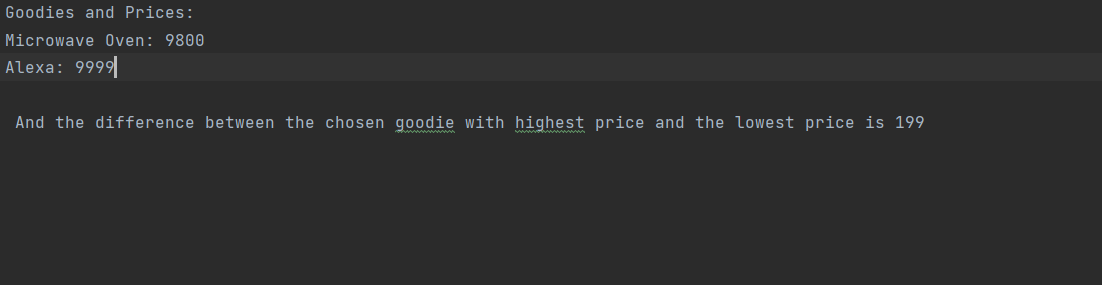 Goodies and Prices:
Microwave Oven: 9800
Alexa: 9999
And the difference between the chosen goodie with highest price and the lowest price is 199